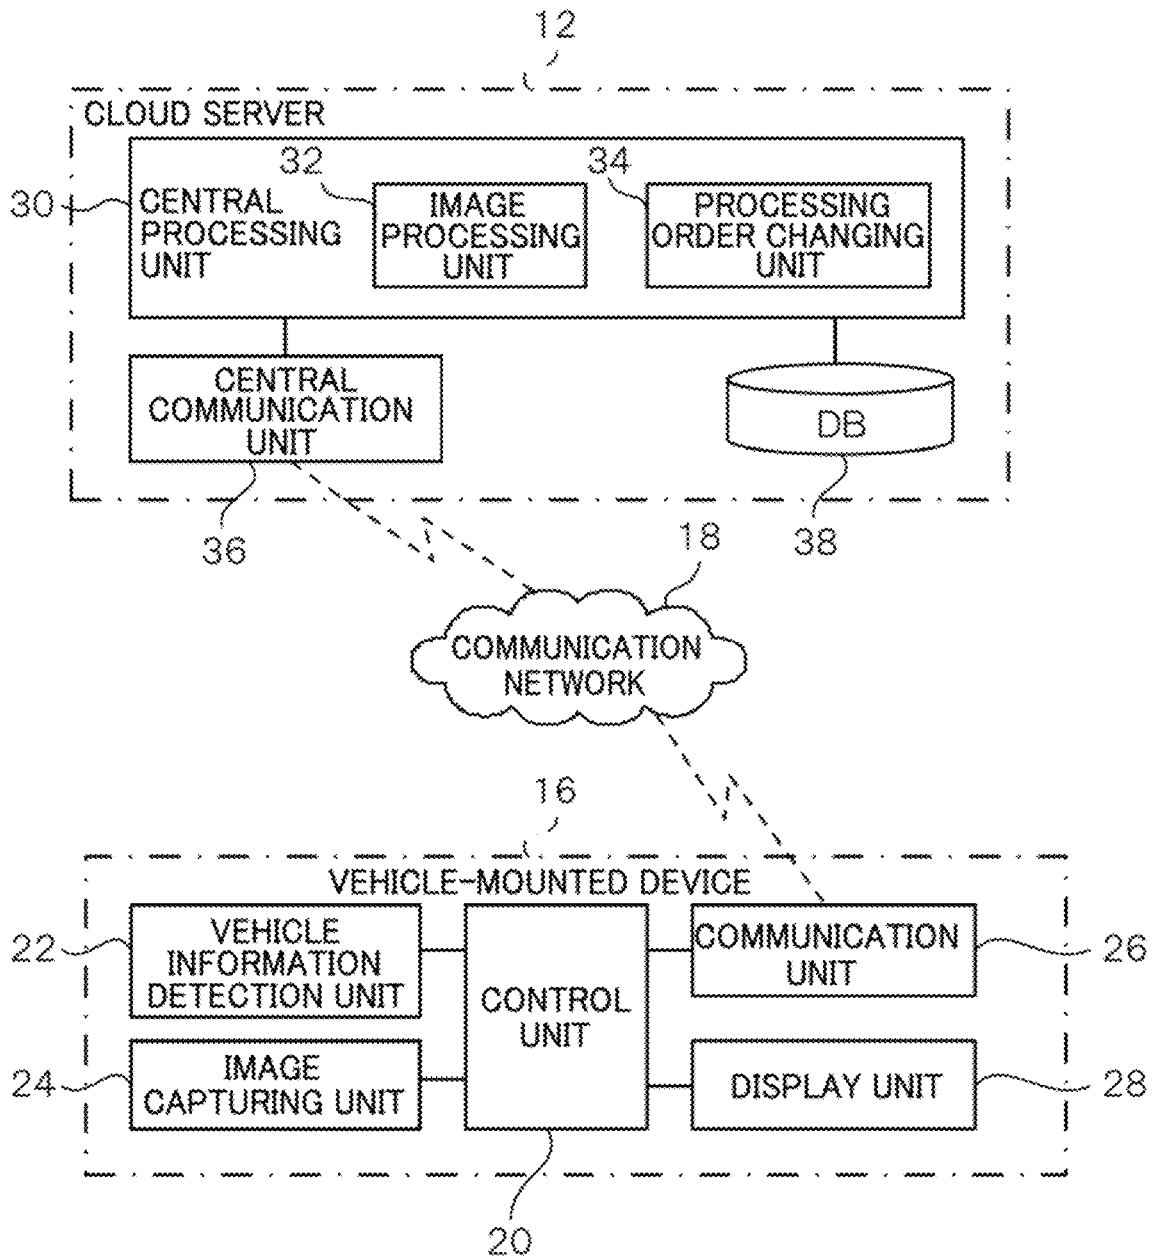 12
CLOUD SERVER
30
CENTRAL
PROCESSING
UNIT
32
IMAGE
PROCESSING
UNIT
34
PROCESSING
ORDER CHANGING
UNIT
CENTRAL
COMMUNICATION
UNIT
36
DB
38
18
COMMUNICATION
NETWORK
16
VEHICLE-MOUNTED DEVICE
22
VEHICLE
INFORMATION
DETECTION UNIT
24
IMAGE
CAPTURING UNIT
CONTROL
UNIT
20
COMMUNICATION
UNIT
26
DISPLAY UNIT
28